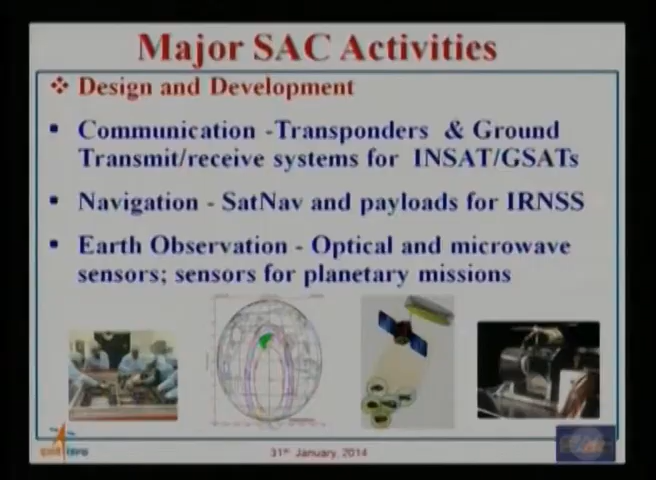 Major SAC Activities
❖ Design and Development
▪ Communication -Transponders & Ground
Transmit/receive systems for INSAT/GSATs
▪ Navigation - SatNav and payloads for IRNSS
▪ Earth Observation - Optical and microwave
sensors; sensors for planetary missions
31st January, 2014